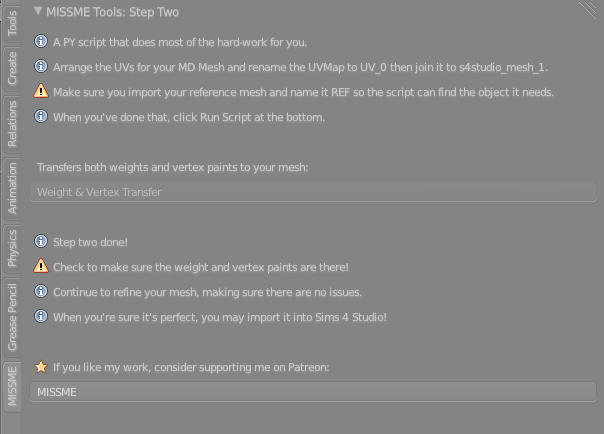 MISSME Tools: Step Two
A PY script that does most of the hard-work for you.
Arrange the UVs for your MD Mesh and rename the UVMap to UV_0 then join it to s4studio_mesh_1.
Make sure you import your reference mesh and name it REF so the script can find the object it needs.
When you've done that, click Run Script at the bottom.
Transfers both weights and vertex paints to your mesh:
Weight & Vertex Transfer
Step two done!
Check to make sure the weight and vertex paints are there!
Continue to refine your mesh, making sure there are no issues.
When you're sure it's perfect, you may import it into Sims 4 Studio!
If you like my work, consider supporting me on Patreon:
MISSME
Tools
Create
Relations
Animation
Physics
Grease Pencil
MISSME